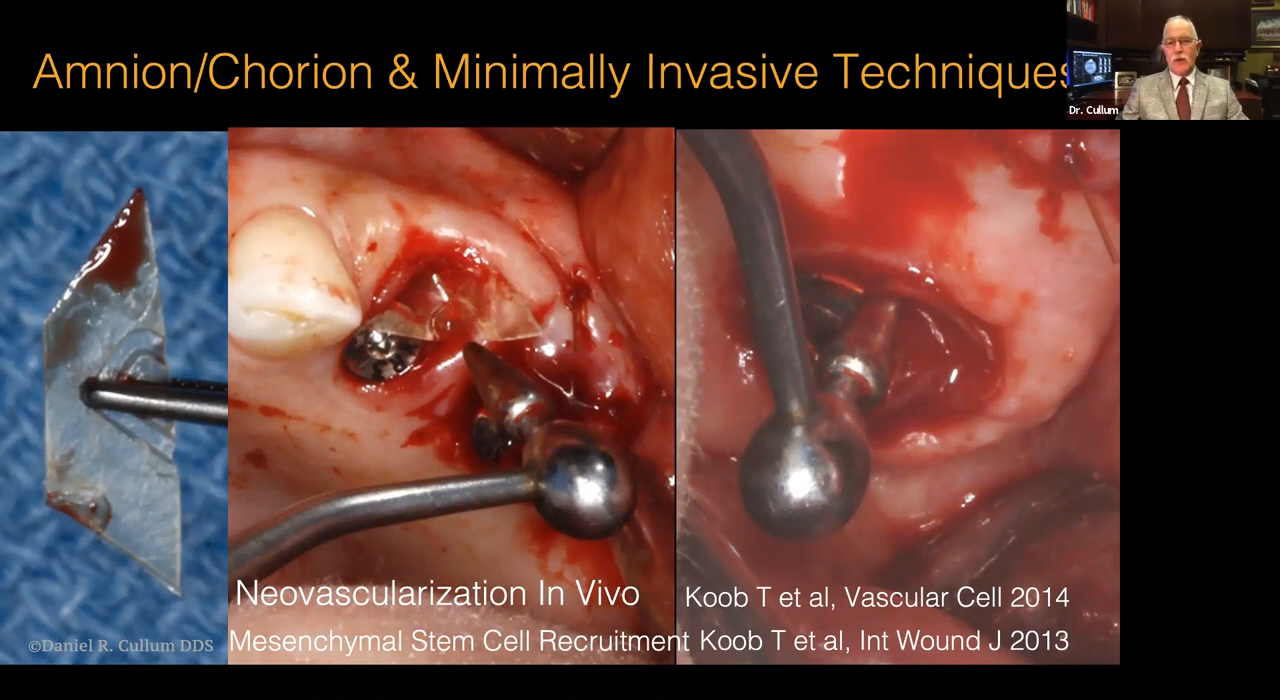 Amnion/Chorion & Minimally Invasive Techniques
Dr. Cullum
Neovascularization In Vivo
Koob T et al, Vascular Cell 2014
©Daniel R. Cullum DDS
Mesenchymal Stem Cell Recruitment
Koob T et al, Int Wound J 2013